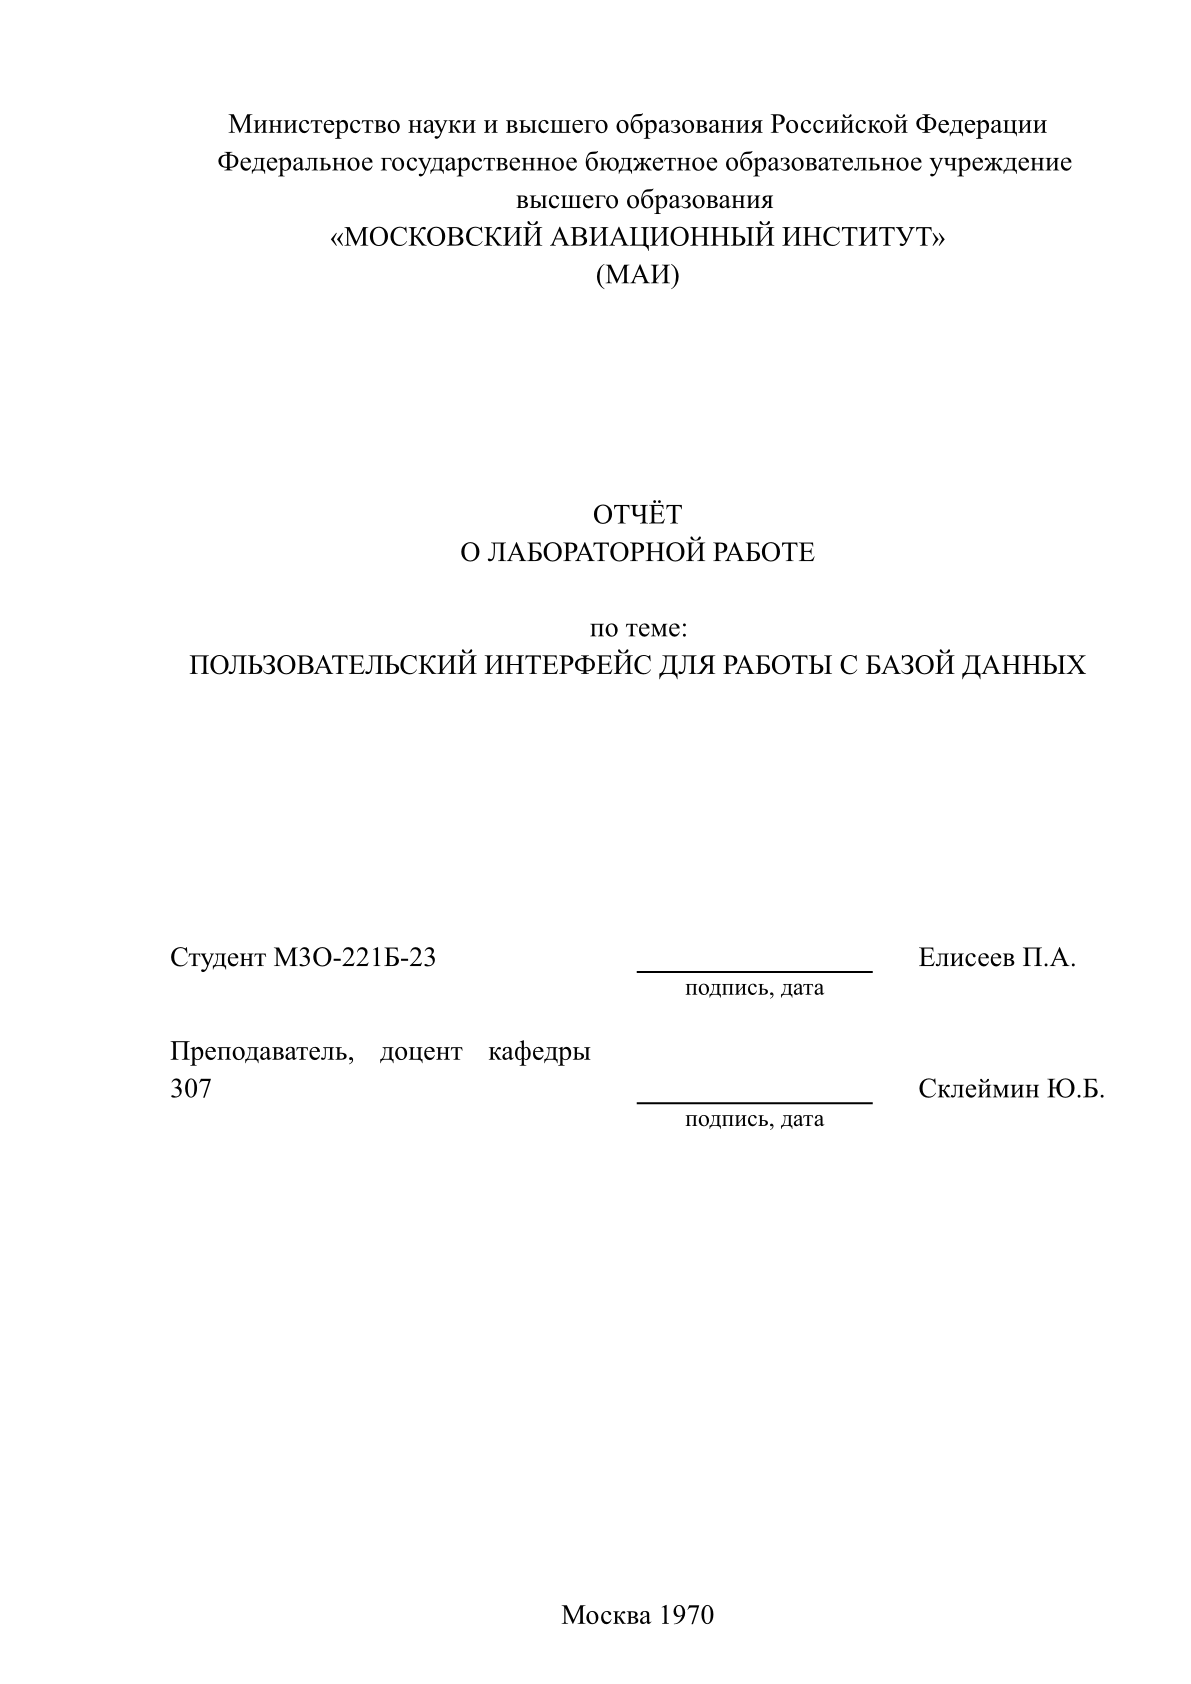 Министерство науки и высшего образования Российской Федерации
Федеральное государственное бюджетное образовательное учреждение
высшего образования
«МОСКОВСКИЙ АВИАЦИОННЫЙ ИНСТИТУТ»
(МАИ)
ОТЧЁТ
О ЛАБОРАТОРНОЙ РАБОТЕ
по теме:
ПОЛЬЗОВАТЕЛЬСКИЙ ИНТЕРФЕЙС ДЛЯ РАБОТЫ С БАЗОЙ ДАННЫХ
Студент М3О-221Б-23 Елисеев П.А.
подпись, дата
Преподаватель, доцент кафедры
307 Склеймин Ю.Б.
подпись, дата
Москва 1970